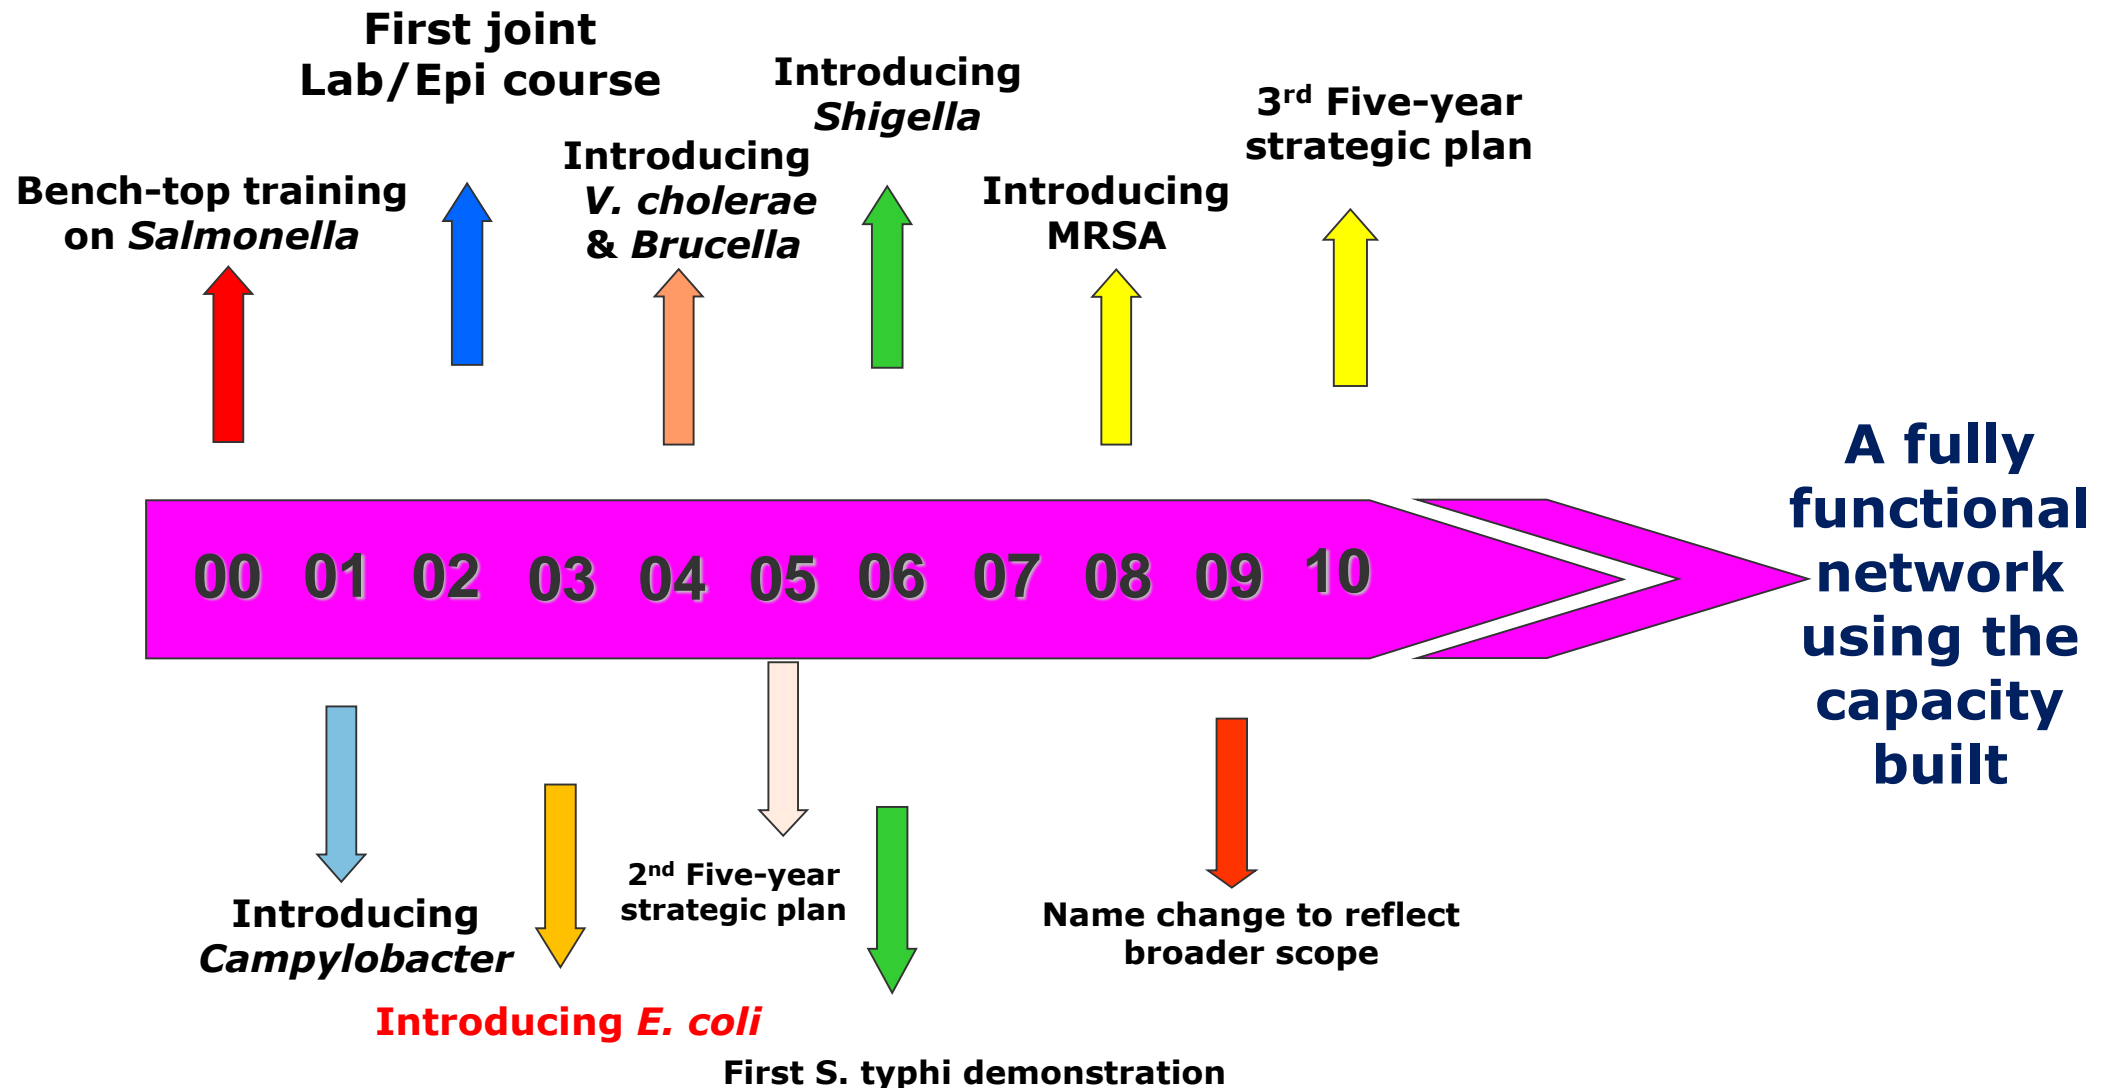 First joint
Lab/Epi course
Introducing
Shigella
3rd Five-year
strategic plan
Introducing
V. cholerae
& Brucella
Bench-top training
on Salmonella
Introducing
MRSA
00 01 02 03 04 05 06 07 08 09 10
A fully
functional
network
using the
capacity
built
2nd Five-year
strategic plan
Introducing
Campylobacter
Name change to reflect
broader scope
Introducing E. coli
First S. typhi demonstration